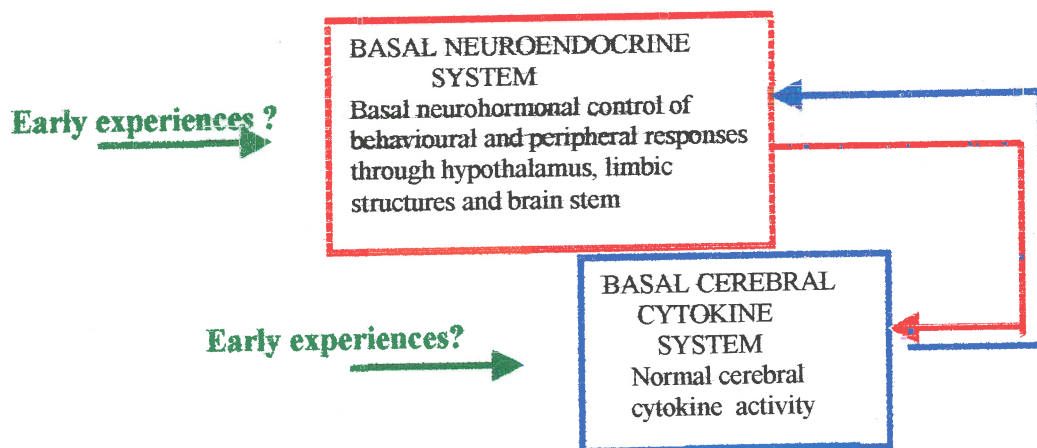 BASAL NEUROENDOCRINE
SYSTEM
Early experiences ?
Basal neurohormonal control of
behavioural and peripheral responses
through hypothalamus, limbic
structures and brain stem
BASAL CEREBRAL
CYTOKINE
SYSTEM
Early experiences?
Normal cerebral
cytokine activity